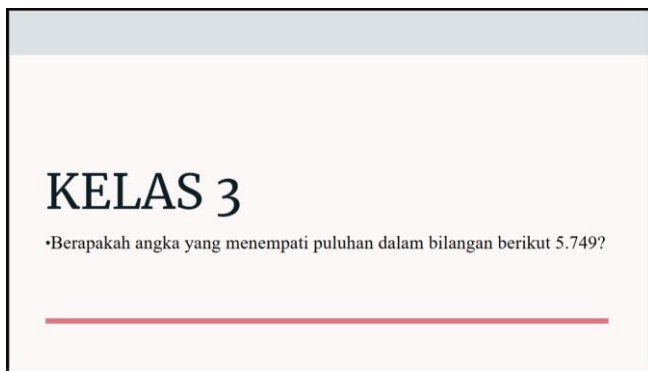 KELAS 3
•Berapakah angka yang menempati puluhan dalam bilangan berikut 5.749?